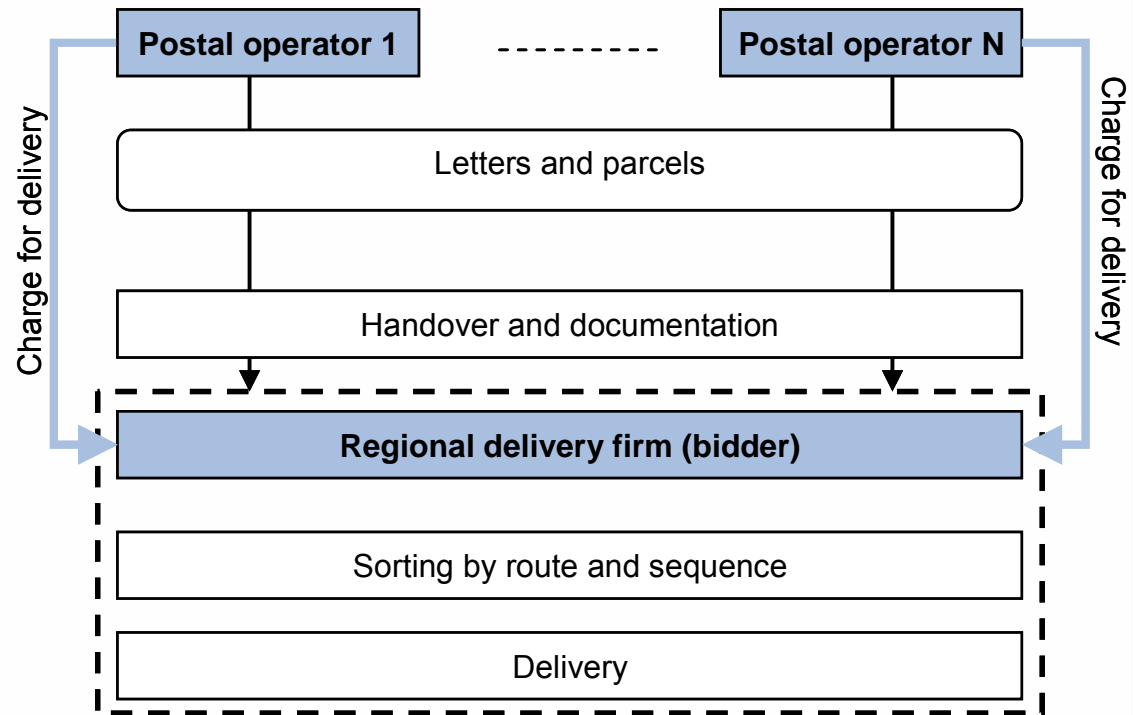 Postal operator 1
Postal operator N
Charge for delivery
Charge for delivery
Letters and parcels
Handover and documentation
Regional delivery firm (bidder)
Sorting by route and sequence
Delivery